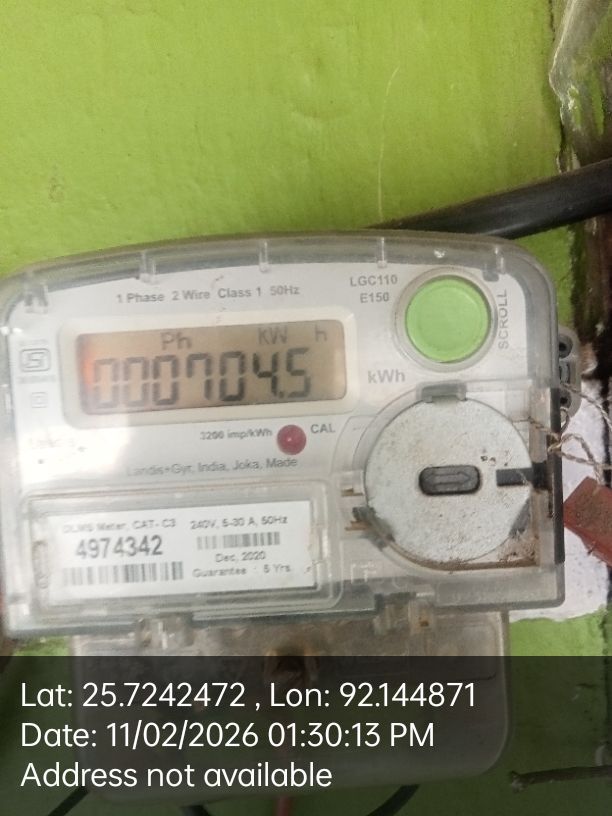 1 Phase 2 Wire Class 1 50Hz
LGC110
E150
SCROLL
Ph kW h
000704.5
kWh
3200 imp/kWh CAL
Landis+Gyr, India, Joka, Made
DLMS Meter, CAT- C3 240V, 5-30 A, 50Hz
4974342
Dec, 2020
Guarantee : 5 Yrs.
Lat: 25.7242472 , Lon: 92.144871
Date: 11/02/2026 01:30:13 PM
Address not available